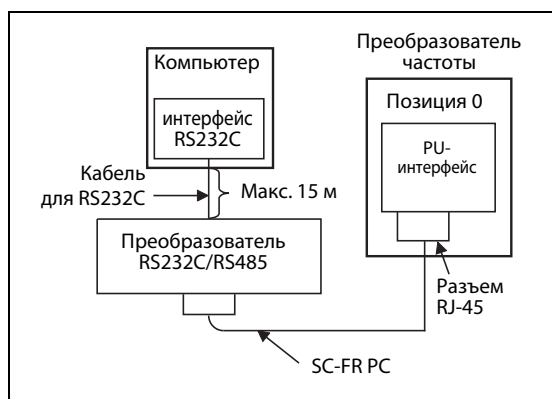 Преобразователь
частоты
Компьютер
Позиция 0
интерфейс
RS232C
PU-
интерфейс
Кабель
для RS232C
Макс. 15 м
Преобразователь
RS232C/RS485
Разъем
RJ-45
SC-FR PC